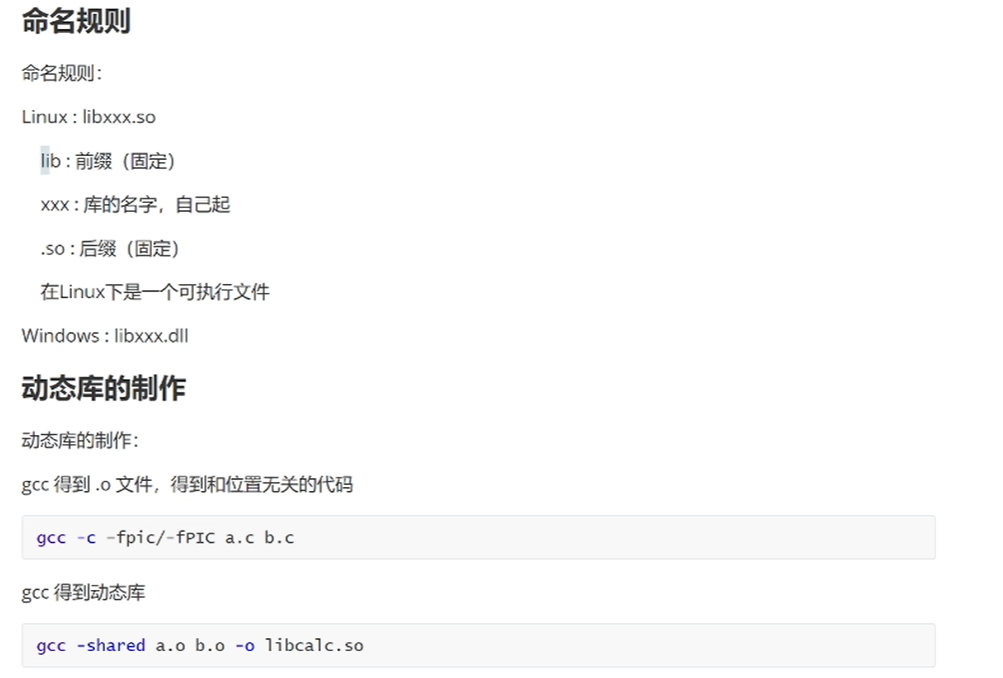 命名规则
命名规则：
Linux : libxxx.so
lib : 前缀（固定）
xxx : 库的名字，自己起
.so : 后缀（固定）
在Linux下是一个可执行文件
Windows : libxxx.dll
动态库的制作
动态库的制作：
gcc 得到 .o 文件，得到和位置无关的代码
gcc -c -fpic/-fPIC a.c b.c
gcc 得到动态库
gcc -shared a.o b.o -o libcalc.so